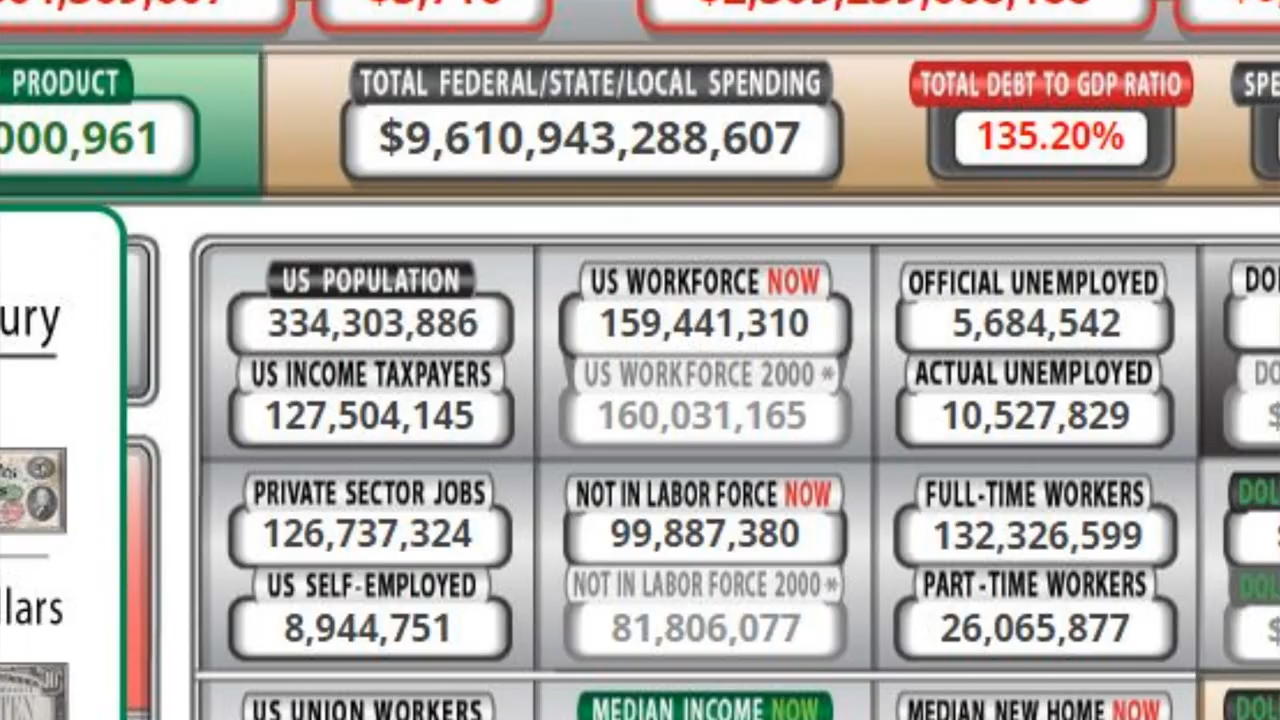 PRODUCT
000,961
TOTAL FEDERAL/STATE/LOCAL SPENDING
$9,610,943,288,607
TOTAL DEBT TO GDP RATIO
135.20%
SPE
ury
llars
US POPULATION
334,303,886
US INCOME TAXPAYERS
127,504,145
US WORKFORCE NOW
159,441,310
US WORKFORCE 2000 *
160,031,165
OFFICIAL UNEMPLOYED
5,684,542
ACTUAL UNEMPLOYED
10,527,829
DO
$
PRIVATE SECTOR JOBS
126,737,324
US SELF-EMPLOYED
8,944,751
NOT IN LABOR FORCE NOW
99,887,380
NOT IN LABOR FORCE 2000 *
81,806,077
FULL-TIME WORKERS
132,326,599
PART-TIME WORKERS
26,065,877
DOL
$
US UNION WORKERS
MEDIAN INCOME NOW
MEDIAN NEW HOME NOW